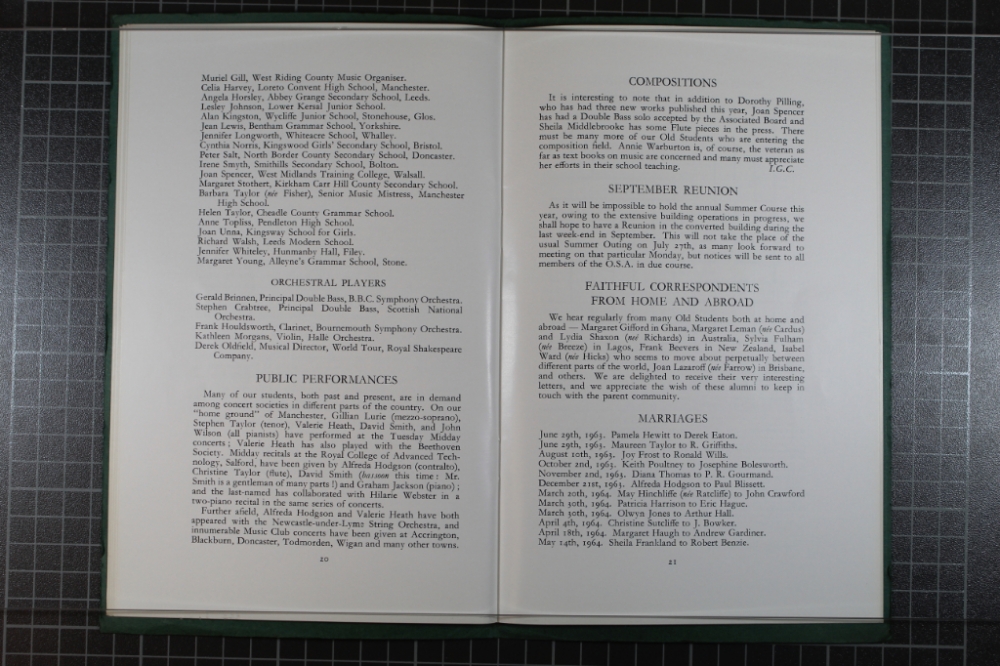 Muriel Gill, West Riding County Music Organiser.
Celia Harvey, Loreto Convent High School, Manchester.
Angela Horsley, Abbey Grange Secondary School, Leeds.
Lesley Johnson, Lower Kersal Junior School.
Alan Kingston, Wycliffe Junior School, Stonehouse, Glos.
Jean Lewis, Bentham Grammar School, Yorkshire.
Jennifer Longworth, Whiteacre School, Whalley.
Cynthia Norris, Kingswood Girls' Secondary School, Bristol.
Peter Salt, North Border County Secondary School, Doncaster.
Irene Smyth, Smithills Secondary School, Bolton.
Joan Spencer, West Midlands Training College, Walsall.
Margaret Stothert, Kirkham Carr Hill County Secondary School.
Barbara Taylor (née Fisher), Senior Music Mistress, Manchester
High School.
Helen Taylor, Cheadle County Grammar School.
Anne Topliss, Pendleton High School.
Joan Unna, Kingsway School for Girls.
Richard Walsh, Leeds Modern School.
Jennifer Whiteley, Hunmanby Hall, Filey.
Margaret Young, Alleyne's Grammar School, Stone.
ORCHESTRAL PLAYERS
Gerald Brinnen, Principal Double Bass, B.B.C. Symphony Orchestra.
Stephen Crabtree, Principal Double Bass, Scottish National
Orchestra.
Frank Houldsworth, Clarinet, Bournemouth Symphony Orchestra.
Kathleen Morgans, Violin, Halle Orchestra.
Derek Oldfield, Musical Director, World Tour, Royal Shakespeare
Company.
PUBLIC PERFORMANCES
Many of our students, both past and present, are in demand
among concert societies in different parts of the country. On our
"home ground" of Manchester, Gillian Lurie (mezzo-soprano),
Stephen Taylor (tenor), Valerie Heath, David Smith, and John
Wilson (all pianists) have performed at the Tuesday Midday
concerts; Valerie Heath has also played with the Beethoven
Society. Midday recitals at the Royal College of Advanced Tech-
nology, Salford, have been given by Alfreda Hodgson (contralto),
Christine Taylor (flute), David Smith (bassoon this time: Mr.
Smith is a gentleman of many parts!) and Graham Jackson (piano);
and the last-named has collaborated with Hilarie Webster in a
two-piano recital in the same series of concerts.
Further afield, Alfreda Hodgson and Valerie Heath have both
appeared with the Newcastle-under-Lyme String Orchestra, and
innumerable Music Club concerts have been given at Accrington,
Blackburn, Doncaster, Todmorden, Wigan and many other towns.
20
COMPOSITIONS
It is interesting to note that in addition to Dorothy Pilling,
who has had three new works published this year, Joan Spencer
has had a Double Bass solo accepted by the Associated Board and
Sheila Middlebrooke has some Flute pieces in the press. There
must be many more of our Old Students who are entering the
composition field. Annie Warburton is, of course, the veteran as
far as text books on music are concerned and many must appreciate
her efforts in their school teaching. I.G.C.
SEPTEMBER REUNION
As it will be impossible to hold the annual Summer Course this
year, owing to the extensive building operations in progress, we
shall hope to have a Reunion in the converted building during the
last week-end in September. This will not take the place of the
usual Summer Outing on July 27th, as many look forward to
meeting on that particular Monday, but notices will be sent to all
members of the O.S.A. in due course.
FAITHFUL CORRESPONDENTS
FROM HOME AND ABROAD
We hear regularly from many Old Students both at home and
abroad — Margaret Gifford in Ghana, Margaret Leman (née Cardus)
and Lydia Shaxon (neé Richards) in Australia, Sylvia Fulham
(née Breeze) in Lagos, Frank Beevers in New Zealand, Isabel
Ward (née Hicks) who seems to move about perpetually between
different parts of the world, Joan Lazaroff (née Farrow) in Brisbane,
and others. We are delighted to receive their very interesting
letters, and we appreciate the wish of these alumni to keep in
touch with the parent community.
MARRIAGES
June 29th, 1963. Pamela Hewitt to Derek Eaton.
June 29th, 1963. Maureen Taylor to R. Griffiths.
August 10th, 1963. Joy Frost to Ronald Wills.
October 2nd, 1963. Keith Poultney to Josephine Bolesworth.
November 2nd, 1963. Diana Thomas to P. R. Gourmand.
December 21st, 1963. Alfreda Hodgson to Paul Blissett.
March 20th, 1964. May Hinchliffe (née Ratcliffe) to John Crawford
March 30th, 1964. Patricia Harrison to Eric Hague.
March 30th, 1964. Olwyn Jones to Arthur Hall.
April 4th, 1964. Christine Sutcliffe to J. Bowker.
April 18th, 1964. Margaret Haugh to Andrew Gardiner.
May 14th, 1964. Sheila Frankland to Robert Benzie.
21